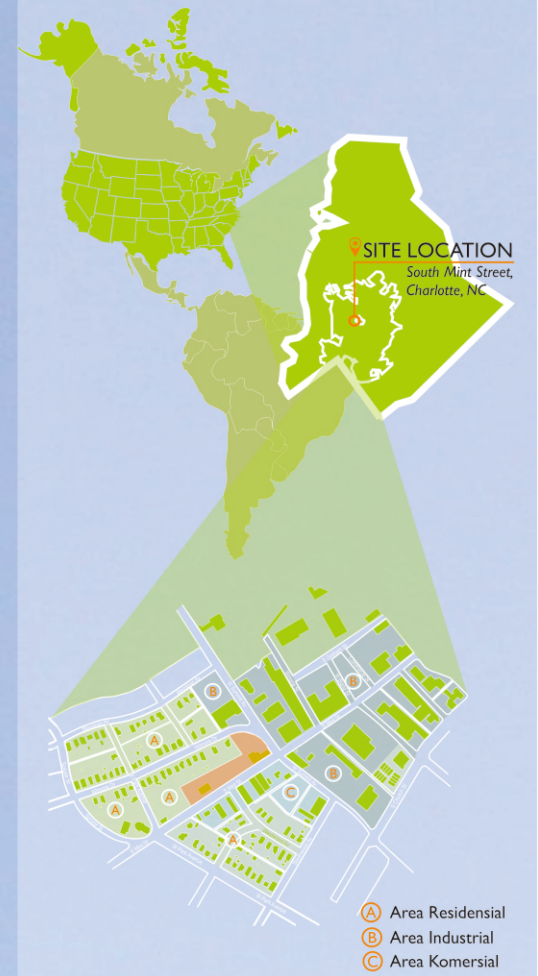 SITE LOCATION
South Mint Street,
Charlotte, NC
B
B
A
B
A
A
C
A
A Area Residensial
B Area Industrial
C Area Komersial